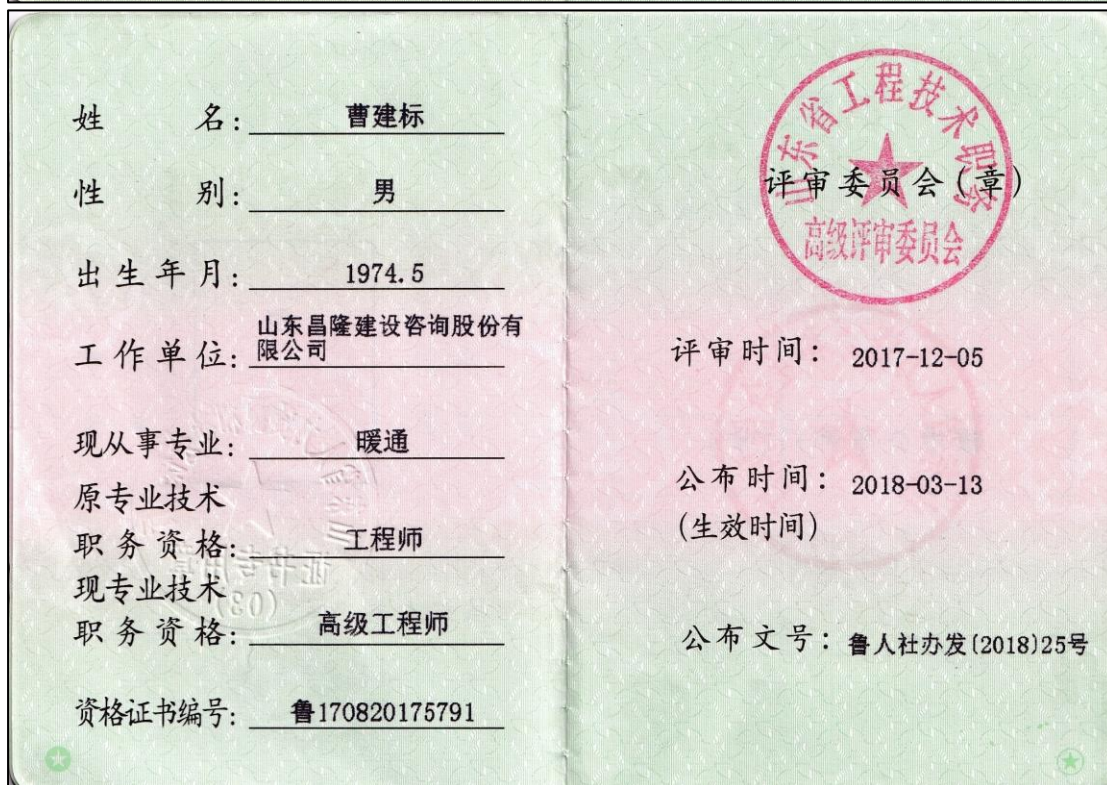 姓 名: 曹建标
性 别: 男
出生年月: 1974.5
工作单位: 山东昌隆建设咨询股份有
限公司
现从事专业: 暖通
原专业技术
职务资格: 工程师
现专业技术
职务资格: 高级工程师
资格证书编号: 鲁170820175791
山东省工程技术职务
高级评审委员会
评审委员会(章)
评审时间: 2017-12-05
公布时间: 2018-03-13
(生效时间)
公布文号: 鲁人社办发[2018]25号
证书专用章
(03)